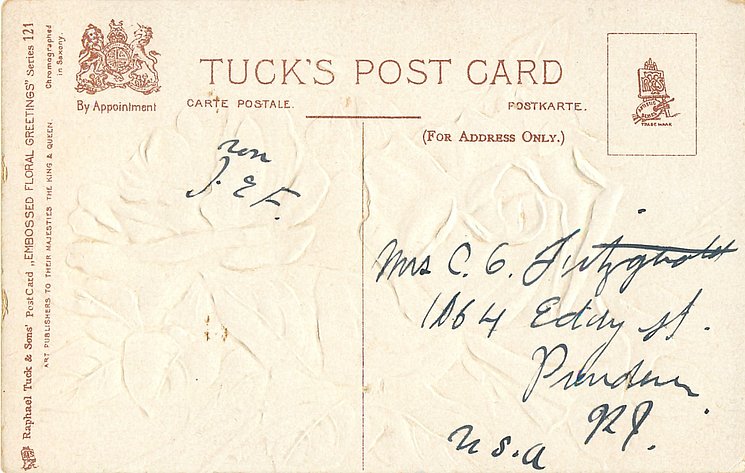 TUCK'S POST CARD
CARTE POSTALE. POSTKARTE.
(FOR ADDRESS ONLY.)
By Appointment
Raphael Tuck & Sons' Post Card „EMBOSSED FLORAL GREETINGS" Series 121
Chromographed
in Saxony.
ART PUBLISHERS TO THEIR MAJESTIES THE KING & QUEEN.
TRADE MARK
J. E. F.
Mrs C. G. Fitzgerald
1064 Eddy st.
R.I.
U.S.A